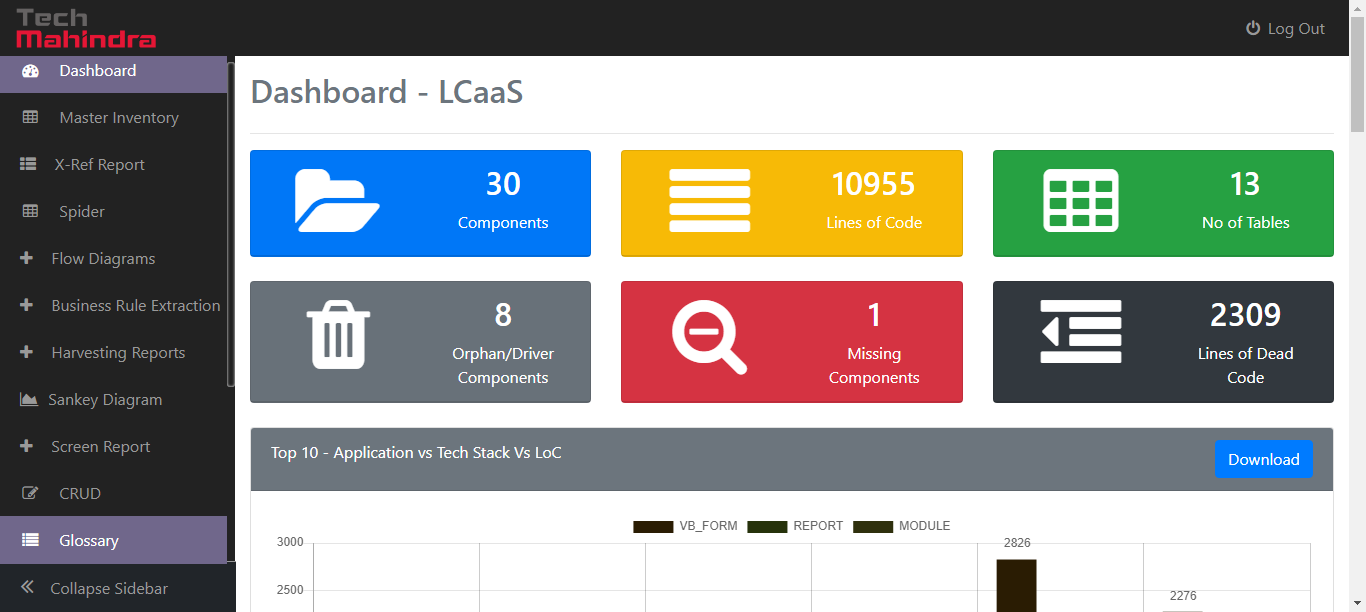 Tech
Mahindra
Log Out
Dashboard
Master Inventory
X-Ref Report
Spider
Flow Diagrams
Business Rule Extraction
Harvesting Reports
Sankey Diagram
Screen Report
CRUD
Glossary
Collapse Sidebar
Dashboard - LCaaS
30
Components
10955
Lines of Code
13
No of Tables
8
Orphan/Driver
Components
1
Missing
Components
2309
Lines of Dead
Code
Top 10 - Application vs Tech Stack Vs LoC
Download
VB_FORM REPORT MODULE
3000
2826
2500
2276